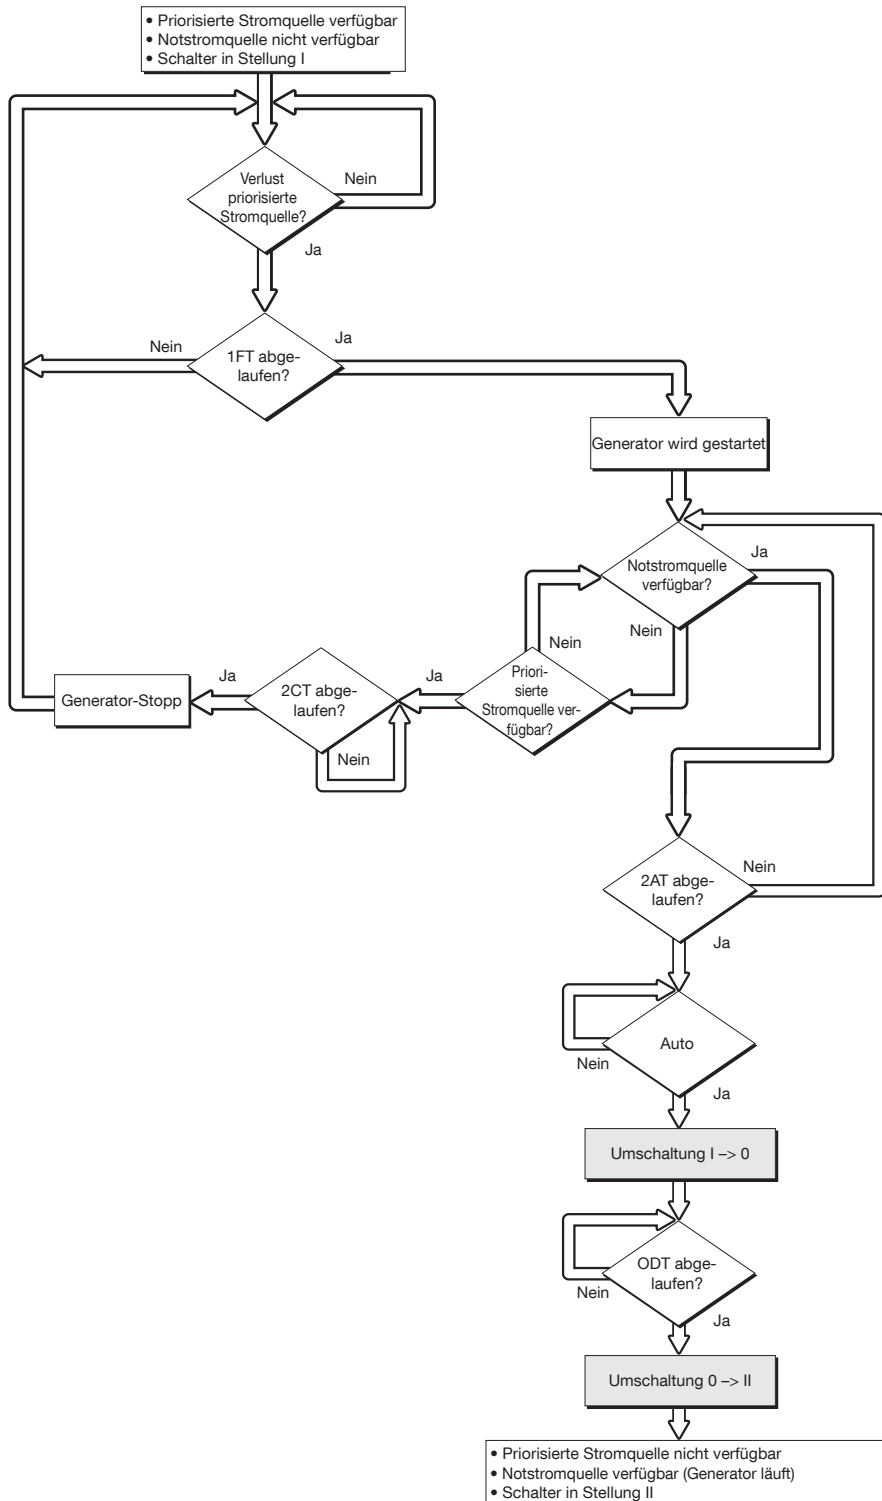 • Priorisierte Stromquelle verfügbar
• Notstromquelle nicht verfügbar
• Schalter in Stellung I
Verlust
priorisierte
Stromquelle?
Nein
Ja
1FT abge-
laufen?
Nein
Ja
Generator wird gestartet
Notstromquelle
verfügbar?
Ja
Nein
Nein
Priori-
sierte
Stromquelle ver-
fügbar?
Ja
2CT abge-
laufen?
Nein
Ja
Generator-Stopp
2AT abge-
laufen?
Nein
Ja
Auto
Nein
Ja
Umschaltung I –> 0
ODT abge-
laufen?
Nein
Ja
Umschaltung 0 –> II
• Priorisierte Stromquelle nicht verfügbar
• Notstromquelle verfügbar (Generator läuft)
• Schalter in Stellung II